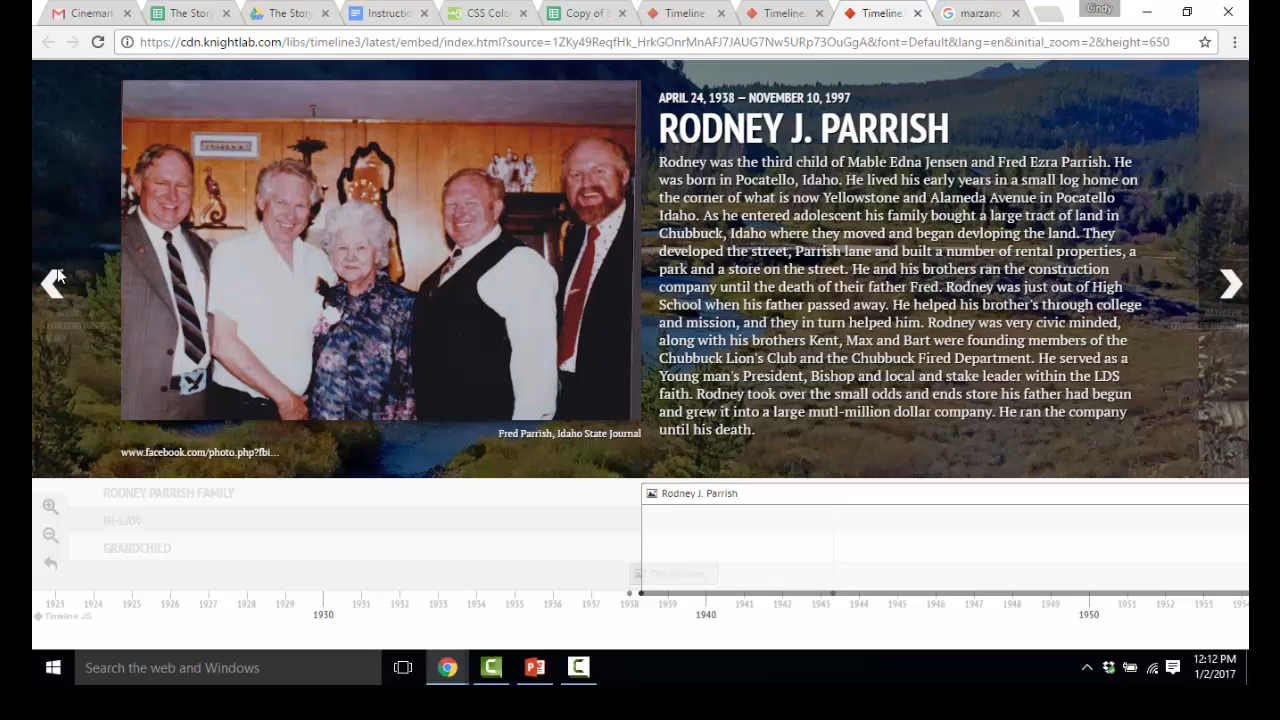 Cinemar
The Story
The Stor
Instructi
CSS Colo
Copy of E
Timeline
Timeline
Timeline
marzano
Cindy
https://cdn.knightlab.com/libs/timeline3/latest/embed/index.html?source=1ZKy49ReqfHk_HrkGOnrMnAFJ7JAUG7Nw5URp73OuGgA&font=Default&lang=en&initial_zoom=2&height=650
APRIL 24, 1938 — NOVEMBER 10, 1997
RODNEY J. PARRISH
Rodney was the third child of Mable Edna Jensen and Fred Ezra Parrish. He
was born in Pocatello, Idaho. He lived his early years in a small log home on
the corner of what is now Yellowstone and Alameda Avenue in Pocatello
Idaho. As he entered adolescent his family bought a large tract of land in
Chubbuck, Idaho where they moved and began devloping the land. They
developed the street, Parrish lane and built a number of rental properties, a
park and a store on the street. He and his brothers ran the construction
company until the death of their father Fred. Rodney was just out of High
School when his father passed away. He helped his brother's through college
and mission, and they in turn helped him. Rodney was very civic minded,
along with his brothers Kent, Max and Bart were founding members of the
Chubbuck Lion's Club and the Chubbuck Fired Department. He served as a
Young man's President, Bishop and local and stake leader within the LDS
faith. Rodney took over the small odds and ends store his father had begun
and grew it into a large mutl-million dollar company. He ran the company
until his death.
Fred Parrish, Idaho State Journal
www.facebook.com/photo.php?fbi...
RODNEY PARRISH FAMILY
IN-LAW
GRANDCHILD
Rodney J. Parrish
1923 1924 1925 1926 1927 1928 1929 1931 1932 1933 1934 1935 1936 1937 1938 1939 1941 1942 1943 1944 1945 1946 1947 1948 1949 1951 1952 1953
1930 1940 1950
Timeline JS
Search the web and Windows
12:12 PM
1/2/2017